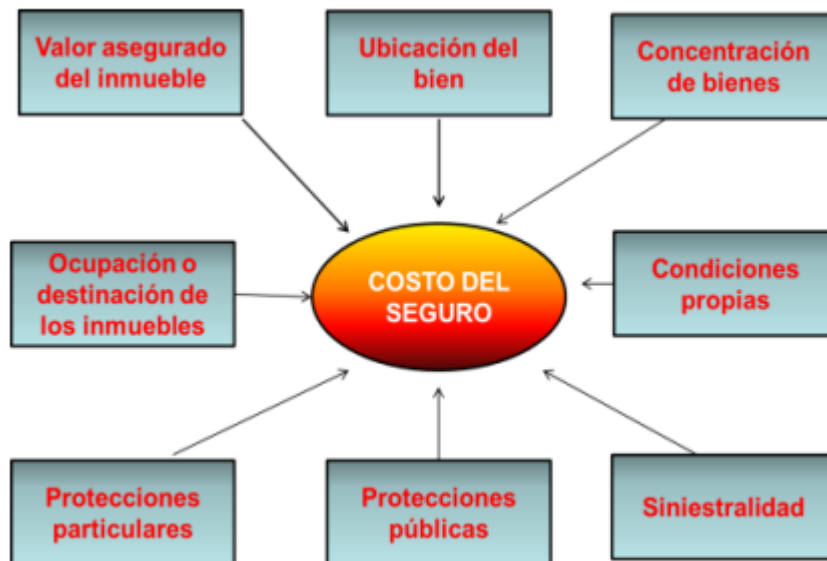 Valor asegurado
del inmueble
Ubicación del
bien
Concentración
de bienes
Ocupación o
destinación de
los inmuebles
COSTO DEL
SEGURO
Condiciones
propias
Protecciones
particulares
Protecciones
públicas
Siniestralidad